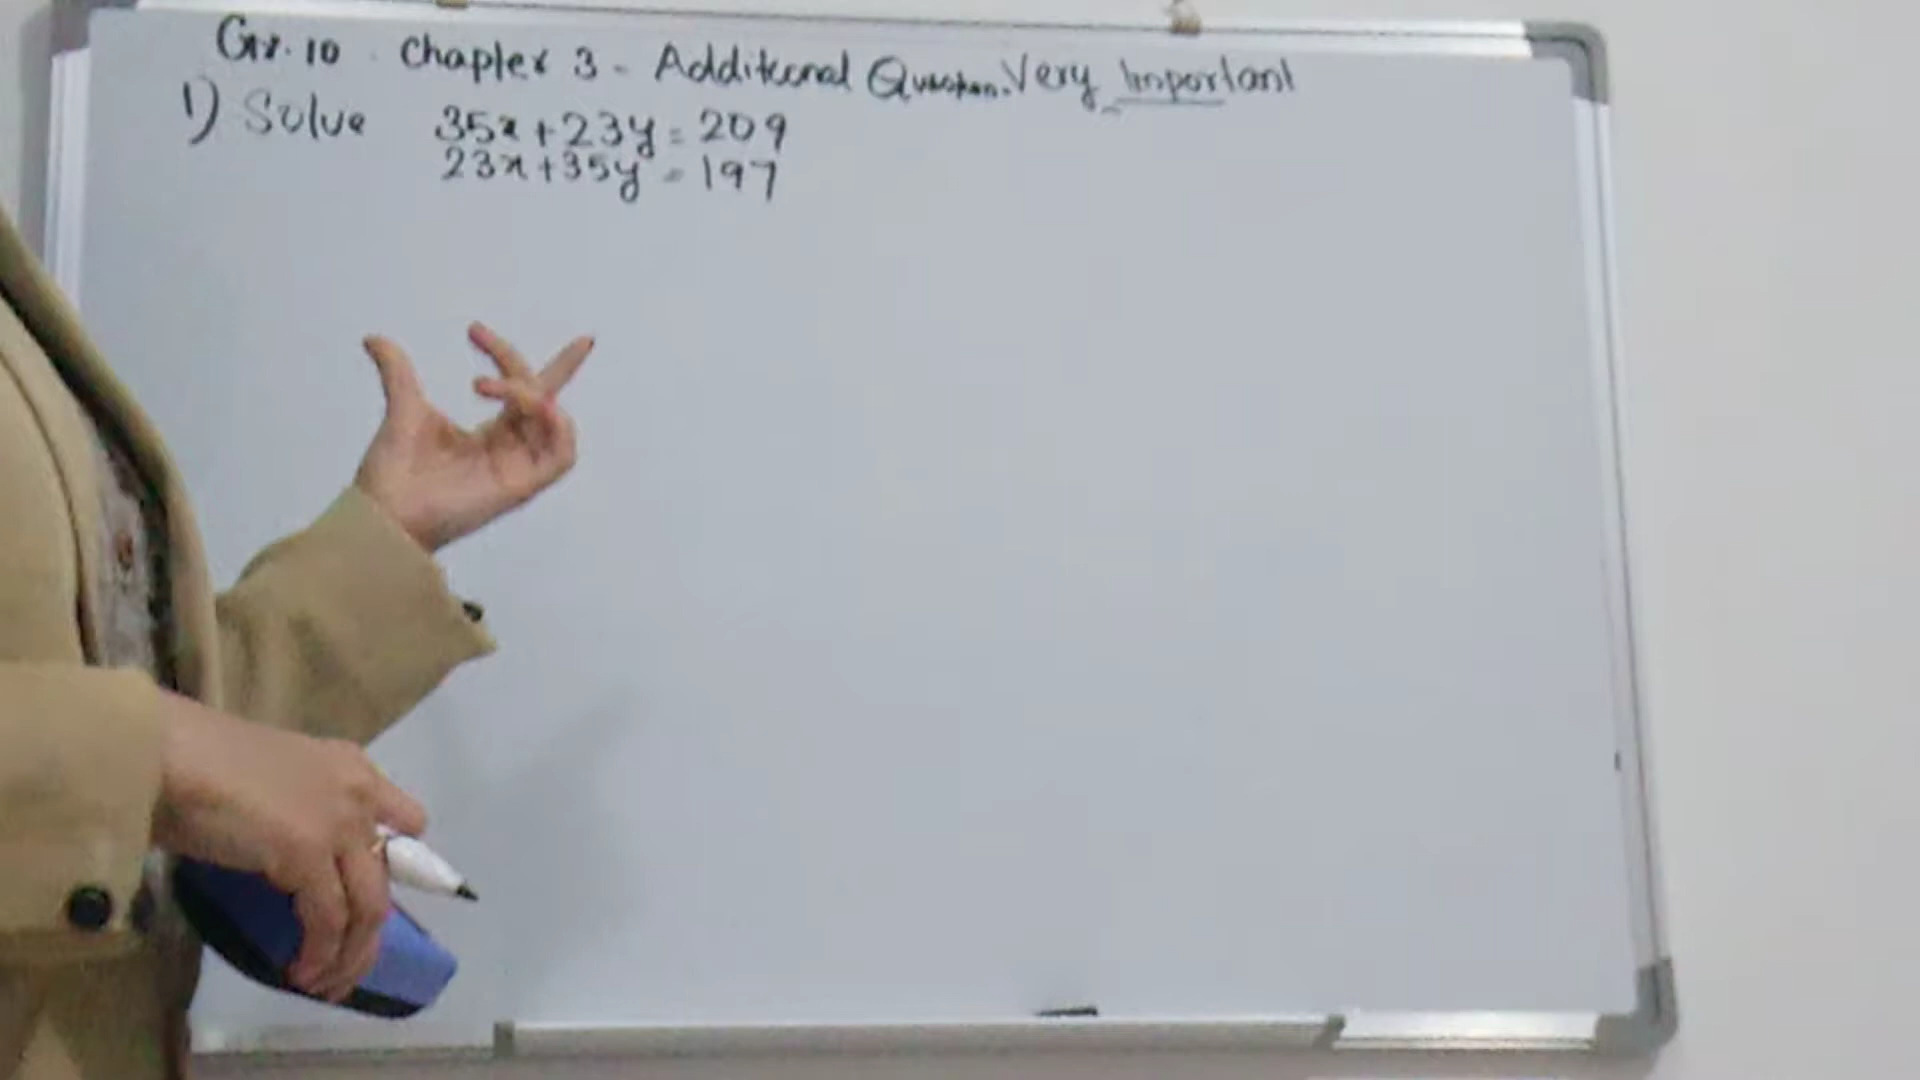 Gr.10 Chapter 3 - Additional Question. Very Important
1) Solve 35x + 23y = 209
23x + 35y = 197